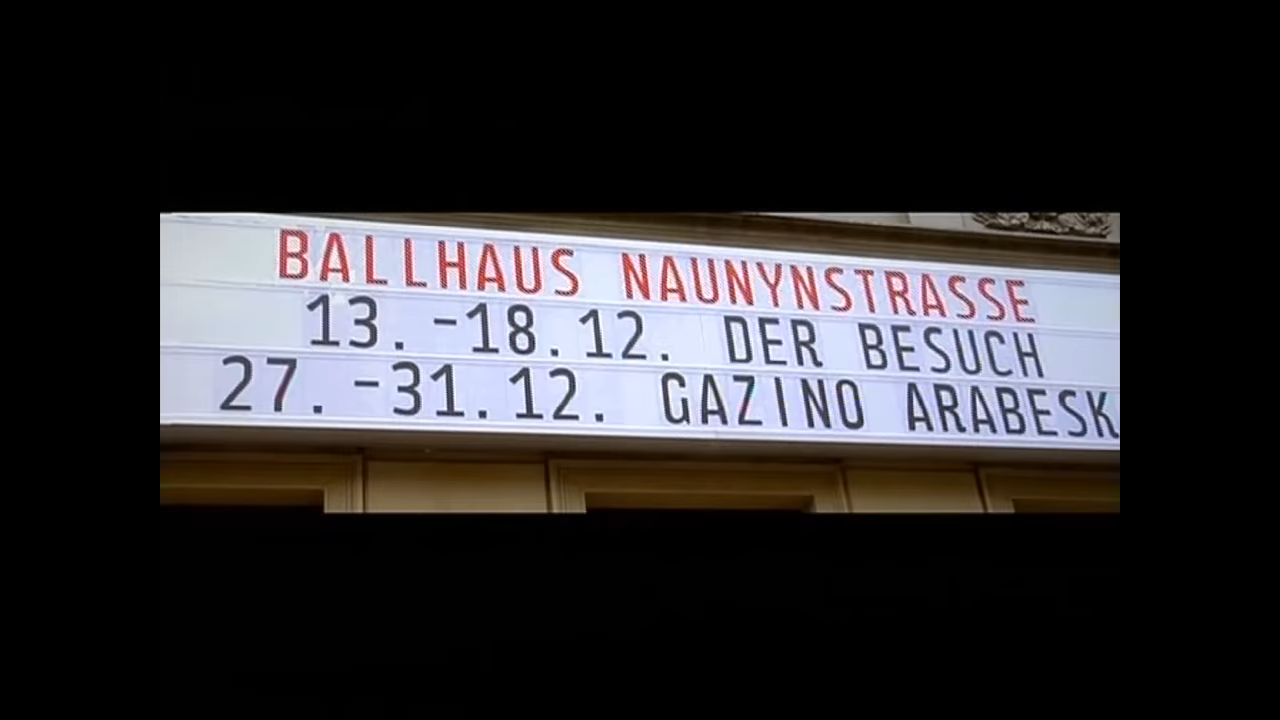 BALLHAUS NAUNYNSTRASSE
13. -18.12. DER BESUCH
27. -31.12. GAZINO ARABESK